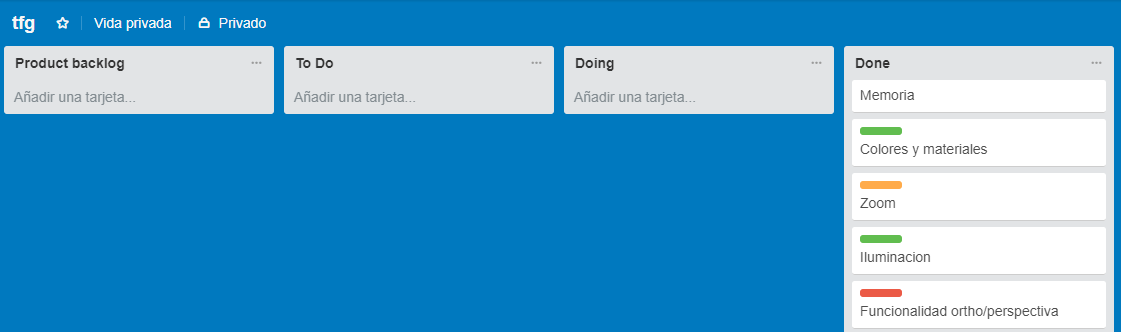 tfg Vida privada Privado
Product backlog
Añadir una tarjeta...
To Do
Añadir una tarjeta...
Doing
Añadir una tarjeta...
Done
Memoria
Colores y materiales
Zoom
Iluminacion
Funcionalidad ortho/perspectiva